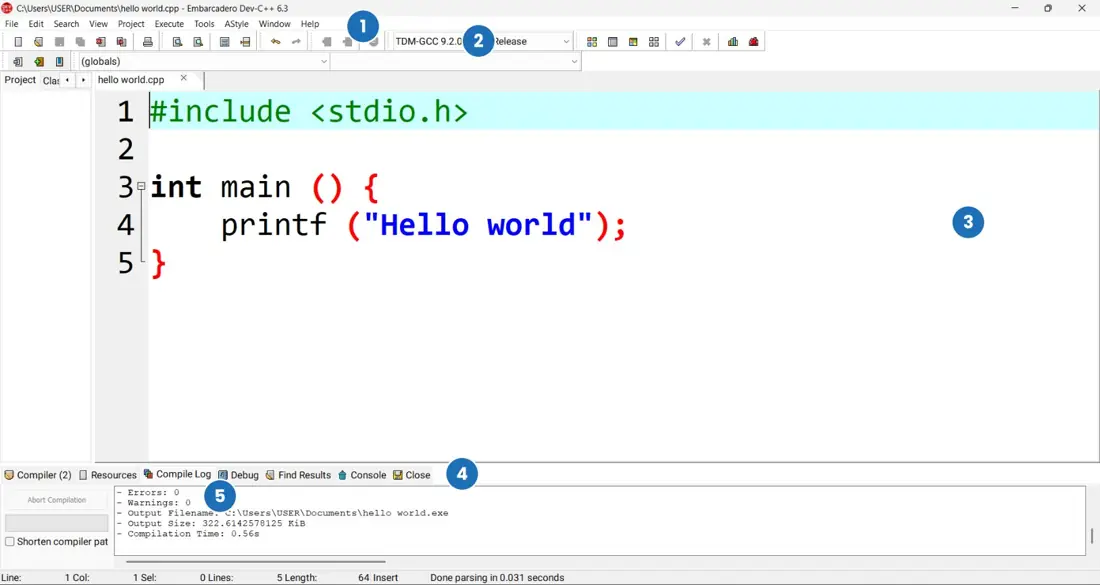 C:\Users\USER\Documents\hello world.cpp - Embarcadero Dev-C++ 6.3
File Edit Search View Project Execute Tools AStyle Window Help
1
TDM-GCC 9.2.0 2 Release
(globals)
Project Clas hello world.cpp
1 #include <stdio.h>
2
3 int main () {
4 printf ("Hello world");
5 }
3
Compiler (2) Resources Compile Log Debug Find Results Console Close 4
Abort Compilation
Shorten compiler pat
5
- Errors: 0
- Warnings: 0
- Output Filename: C:\Users\USER\Documents\hello world.exe
- Output Size: 322.6142578125 KiB
- Compilation Time: 0.56s
Line: 1 Col: 1 Sel: 0 Lines: 5 Length: 64 Insert Done parsing in 0.031 seconds